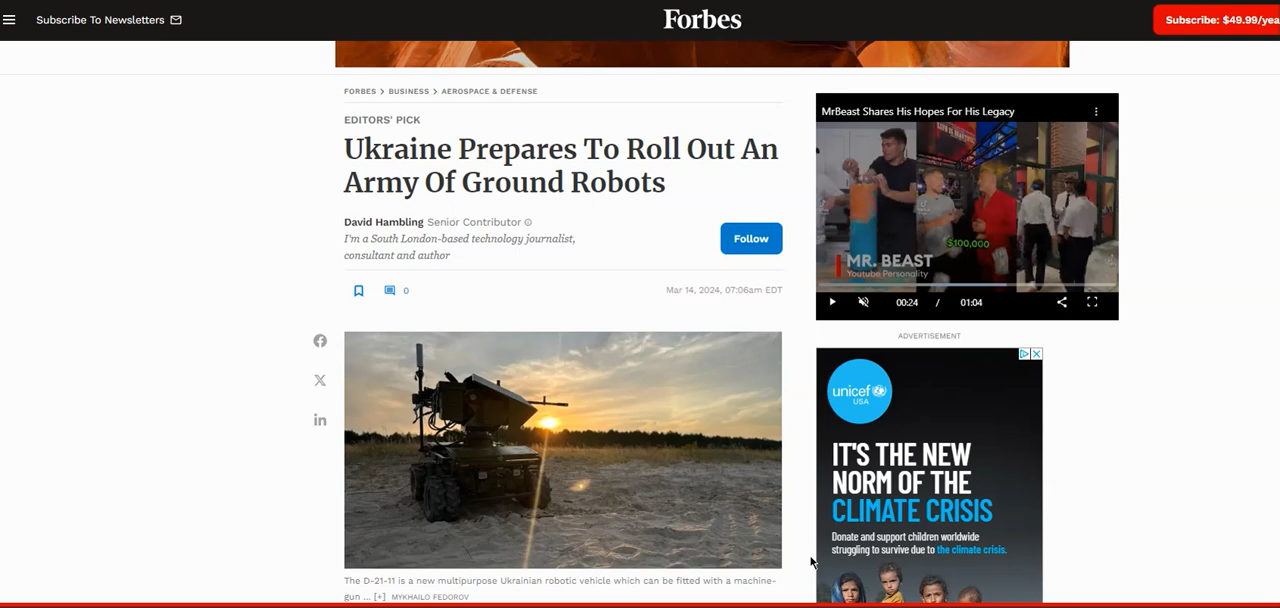 Subscribe To Newsletters
Forbes
Subscribe: $49.99/yea
FORBES > BUSINESS > AEROSPACE & DEFENSE
EDITORS' PICK
Ukraine Prepares To Roll Out An
Army Of Ground Robots
David Hambling Senior Contributor
I'm a South London-based technology journalist,
consultant and author
Follow
0
Mar 14, 2024, 07:06am EDT
The D-21-11 is a new multipurpose Ukrainian robotic vehicle which can be fitted with a machine-
gun ... [+] MYKHAILO FEDOROV
MrBeast Shares His Hopes For His Legacy
$100,000
MR. BEAST
Youtube Personality
00:24 / 01:04
ADVERTISEMENT
unicef
USA
IT'S THE NEW
NORM OF THE
CLIMATE CRISIS
Donate and support children worldwide
struggling to survive due to the climate crisis.